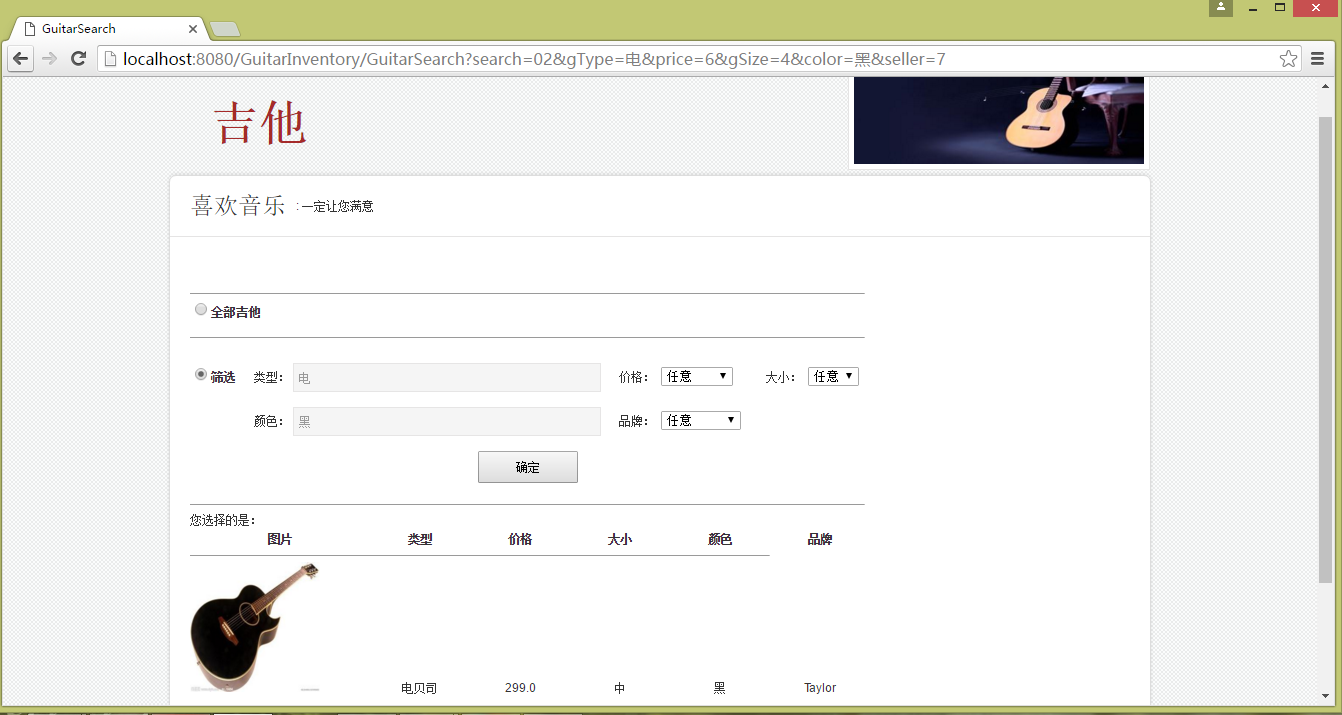 GuitarSearch
localhost:8080/GuitarInventory/GuitarSearch?search=02&gType=电&price=6&gSize=4&color=黑&seller=7
吉他
喜欢音乐 : 一定让您满意
全部吉他
筛选 类型： 电 价格： 任意 大小： 任意
颜色： 黑 品牌： 任意
确定
您选择的是：
图片 类型 价格 大小 颜色 品牌
电贝司 299.0 中 黑 Taylor